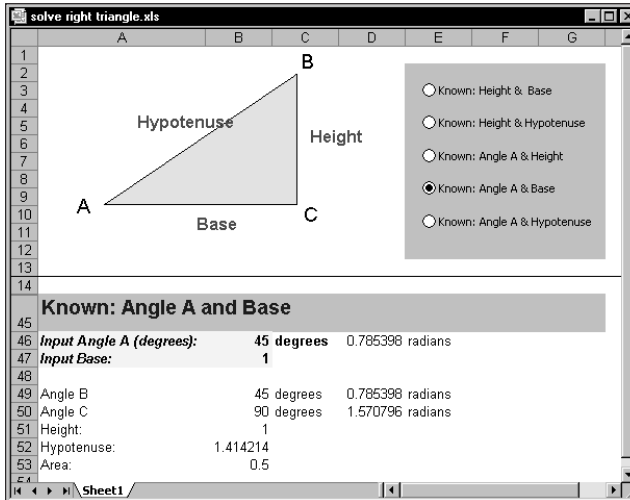 solve right triangle.xls
A B C D E F G
1
2
3
4
5
6
7
8
9
10
11
12
13
14
B
Hypotenuse
Height
A
C
Base
Known: Height & Base
Known: Height & Hypotenuse
Known: Angle A & Height
Known: Angle A & Base
Known: Angle A & Hypotenuse
45 Known: Angle A and Base
46 Input Angle A (degrees): 45 degrees 0.785398 radians
47 Input Base: 1
48
49 Angle B 45 degrees 0.785398 radians
50 Angle C 90 degrees 1.570796 radians
51 Height: 1
52 Hypotenuse: 1.414214
53 Area: 0.5
54
Sheet1